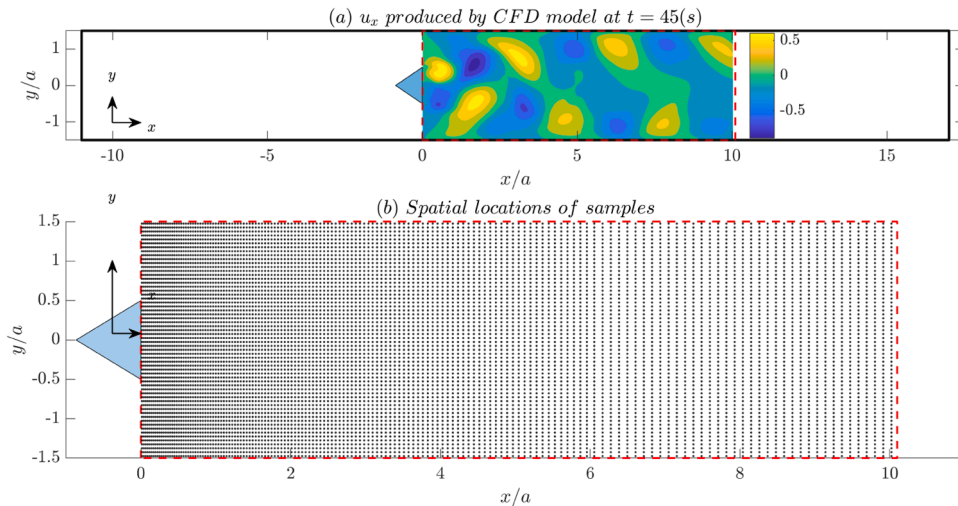 (a) u_x produced by CFD model at t = 45(s)
y/a
1
0
-1
y
x
0.5
0
-0.5
-10
-5
0
5
10
15
x/a
y
(b) Spatial locations of samples
y/a
1.5
1
0.5
0
-0.5
-1
-1.5
x
0
2
4
6
8
10
x/a